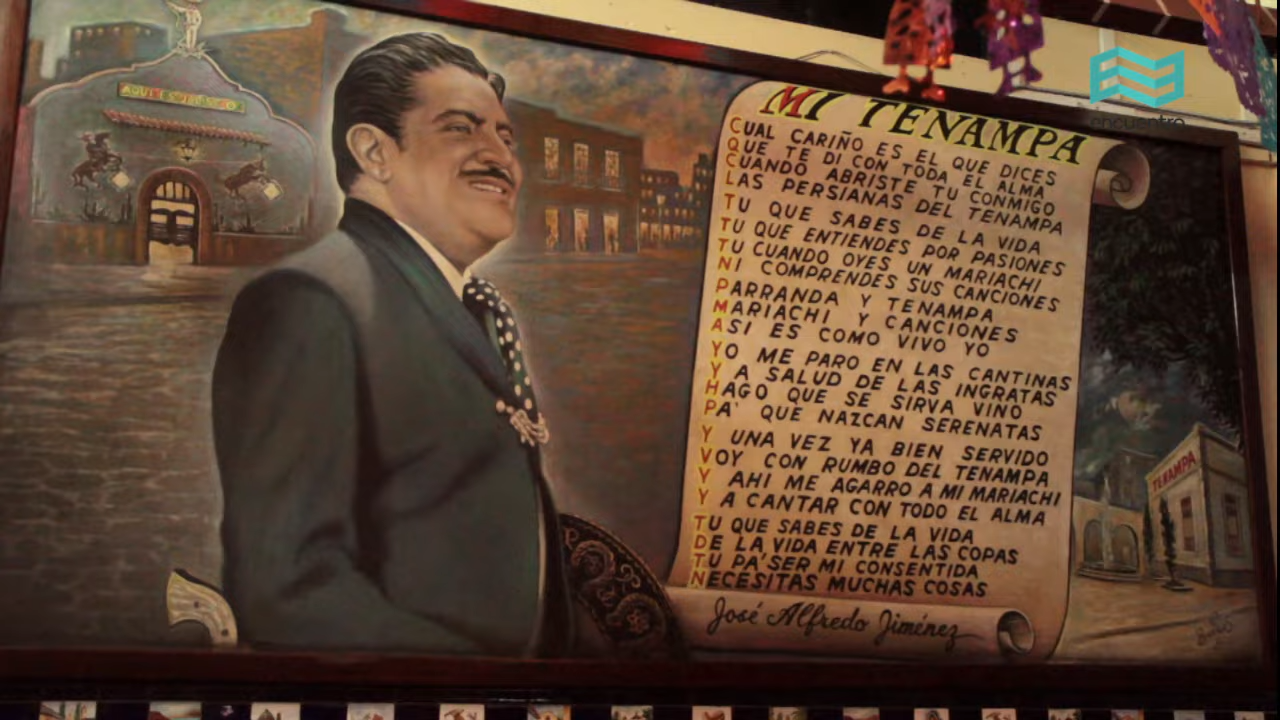 AQUI ES JALISCO
encuentro
MI TENAMPA
CUAL CARIÑO ES EL QUE DICES
QUE TE DI CON TODA EL ALMA
CUANDO ABRISTE TU CONMIGO
LAS PERSIANAS DEL TENAMPA
TU QUE SABES DE LA VIDA
TU QUE ENTIENDES POR PASIONES
TU CUANDO OYES UN MARIACHI
NI COMPRENDES SUS CANCIONES
PARRANDA Y TENAMPA
MARIACHI Y CANCIONES
ASI ES COMO VIVO YO
YO ME PARO EN LAS CANTINAS
Y A SALUD DE LAS INGRATAS
HAGO QUE SE SIRVA VINO
PA' QUE NAZCAN SERENATAS
Y UNA VEZ YA BIEN SERVIDO
VOY CON RUMBO DEL TENAMPA
Y AHI ME AGARRO A MI MARIACHI
Y A CANTAR CON TODO EL ALMA
TU QUE SABES DE LA VIDA
DE LA VIDA ENTRE LAS COPAS
TU PA'SER MI CONSENTIDA
NECESITAS MUCHAS COSAS
José Alfredo Jiménez
TENAMPA